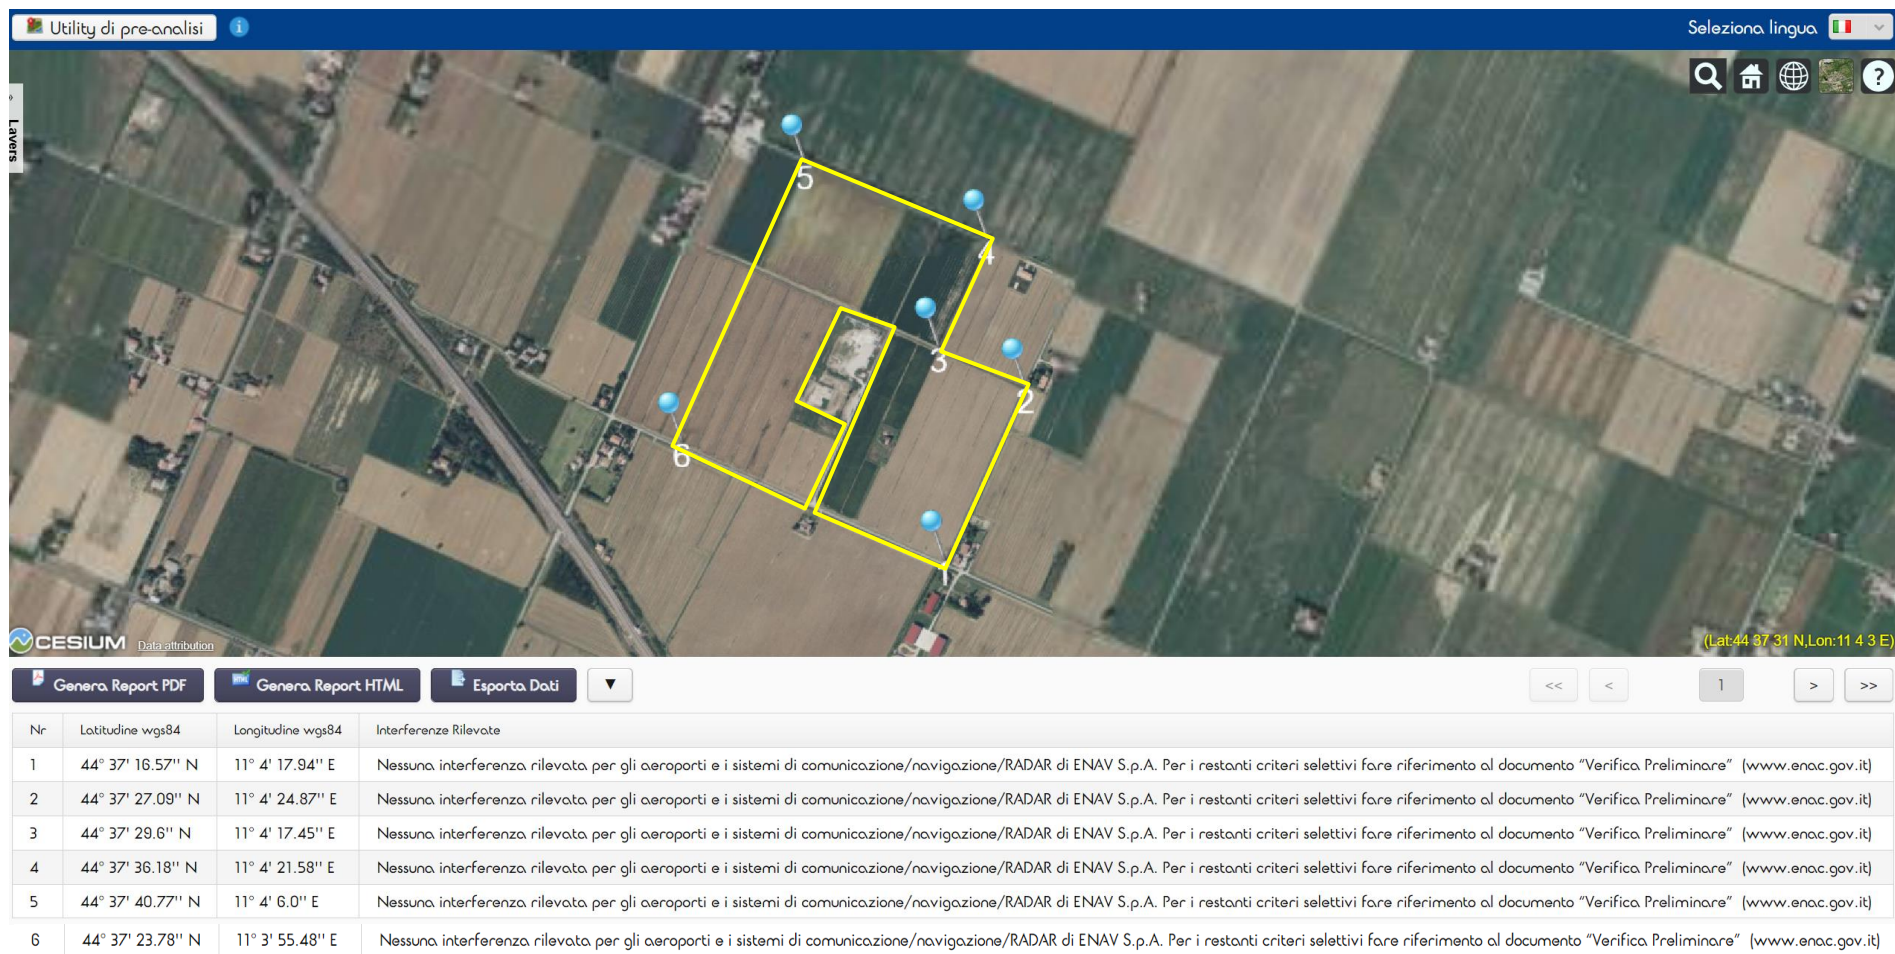 Utility di pre-analisi
Seleziona lingua
» Layers
5
4
3
2
6
1
CESIUM Data attribution
(Lat:44 37 31 N,Lon:11 4 3 E)
Genera Report PDF Genera Report HTML Esporta Dati ▼ << < 1 > >>
Nr Latitudine wgs84 Longitudine wgs84 Interferenze Rilevate
1 44° 37' 16.57'' N 11° 4' 17.94'' E Nessuna interferenza rilevata per gli aeroporti e i sistemi di comunicazione/navigazione/RADAR di ENAV S.p.A. Per i restanti criteri selettivi fare riferimento al documento “Verifica Preliminare” (www.enac.gov.it)
2 44° 37' 27.09'' N 11° 4' 24.87'' E Nessuna interferenza rilevata per gli aeroporti e i sistemi di comunicazione/navigazione/RADAR di ENAV S.p.A. Per i restanti criteri selettivi fare riferimento al documento “Verifica Preliminare” (www.enac.gov.it)
3 44° 37' 29.6'' N 11° 4' 17.45'' E Nessuna interferenza rilevata per gli aeroporti e i sistemi di comunicazione/navigazione/RADAR di ENAV S.p.A. Per i restanti criteri selettivi fare riferimento al documento “Verifica Preliminare” (www.enac.gov.it)
4 44° 37' 36.18'' N 11° 4' 21.58'' E Nessuna interferenza rilevata per gli aeroporti e i sistemi di comunicazione/navigazione/RADAR di ENAV S.p.A. Per i restanti criteri selettivi fare riferimento al documento “Verifica Preliminare” (www.enac.gov.it)
5 44° 37' 40.77'' N 11° 4' 6.0'' E Nessuna interferenza rilevata per gli aeroporti e i sistemi di comunicazione/navigazione/RADAR di ENAV S.p.A. Per i restanti criteri selettivi fare riferimento al documento “Verifica Preliminare” (www.enac.gov.it)
6 44° 37' 23.78'' N 11° 3' 55.48'' E Nessuna interferenza rilevata per gli aeroporti e i sistemi di comunicazione/navigazione/RADAR di ENAV S.p.A. Per i restanti criteri selettivi fare riferimento al documento “Verifica Preliminare” (www.enac.gov.it)